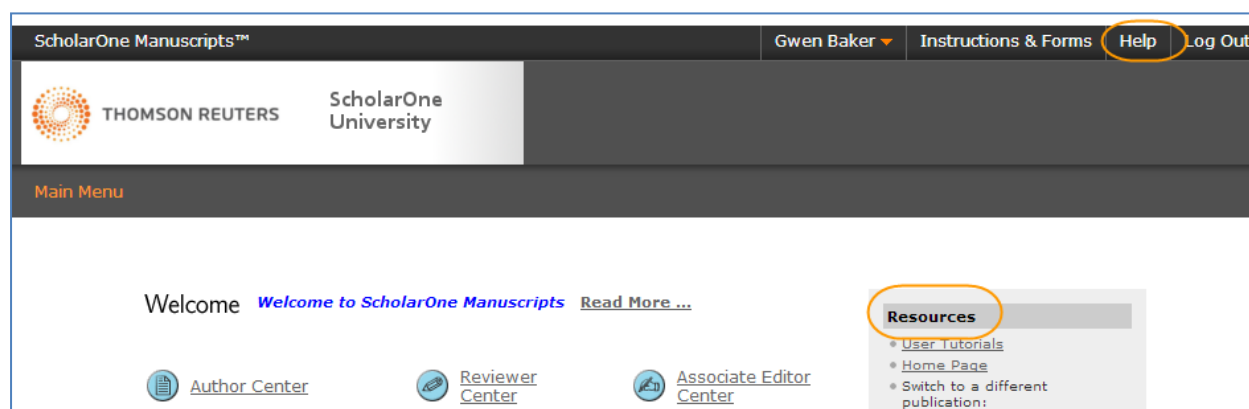 ScholarOne Manuscripts™ Gwen Baker Instructions & Forms Help Log Out
THOMSON REUTERS
ScholarOne
University
Main Menu
Welcome Welcome to ScholarOne Manuscripts Read More ...
Resources
User Tutorials
Home Page
Switch to a different
publication:
Author Center
Reviewer
Center
Associate Editor
Center